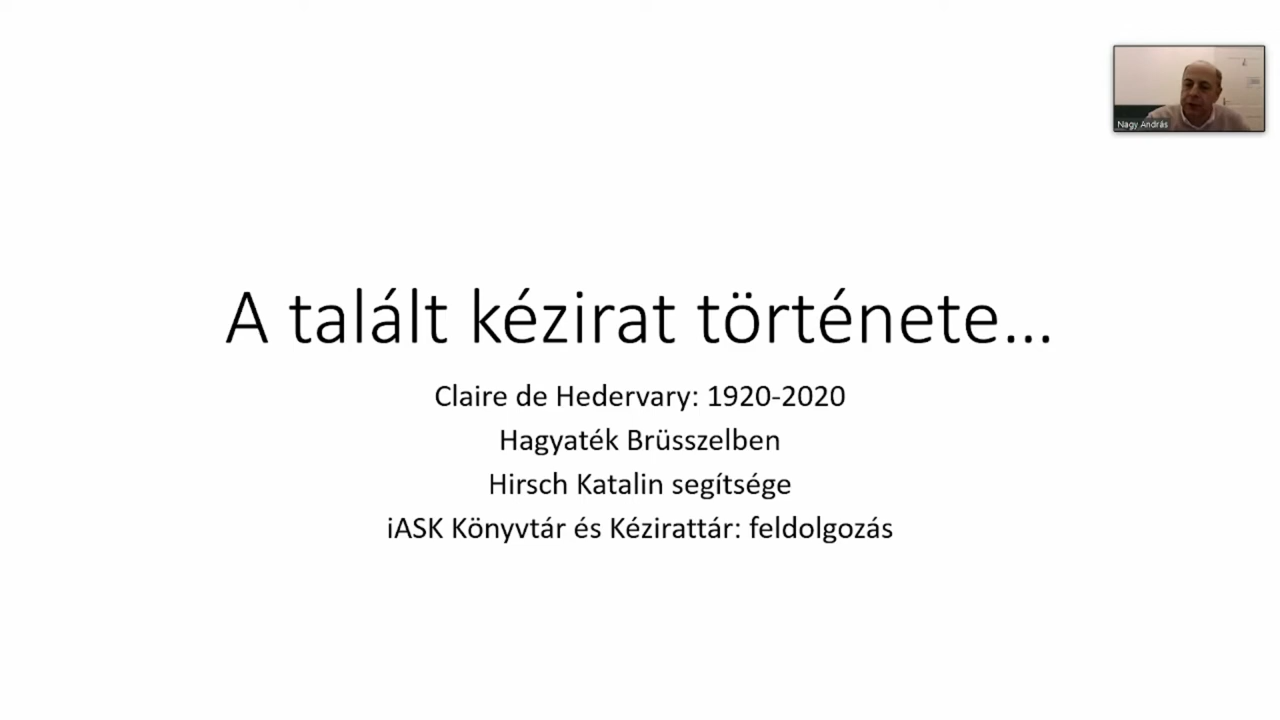 Nagy András
A talált kézirat története...
Claire de Hedervary: 1920-2020
Hagyaték Brüsszelben
Hirsch Katalin segítsége
iASK Könyvtár és Kézirattár: feldolgozás